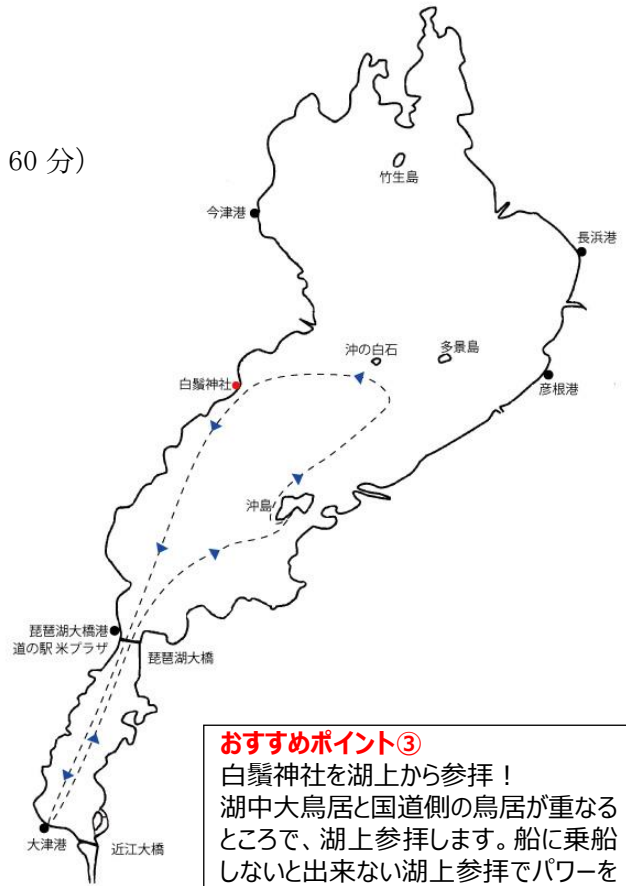 60 分）
竹生島
今津港
長浜港
沖の白石
多景島
白鬚神社
彦根港
沖島
琵琶湖大橋港
道の駅 米プラザ
琵琶湖大橋
大津港
近江大橋
おすすめポイント③
白鬚神社を湖上から参拝！
湖中大鳥居と国道側の鳥居が重なる
ところで、湖上参拝します。船に乗船
しないと出来ない湖上参拝でパワーを